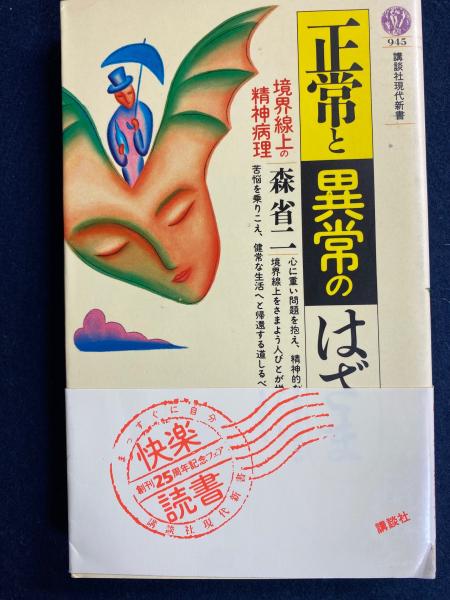 945
講談社現代新書
正常と
異常の
はざま
境界線上の
精神病理
森省二
心に重い問題を抱え、精神的な
境界線上をさまよう人びとが
苦悩を乗りこえ、健常な生活へと帰還する道しるべ
まっすぐに自分
快楽
創刊25周年記念フェア
読書
講談社現代新書
講談社